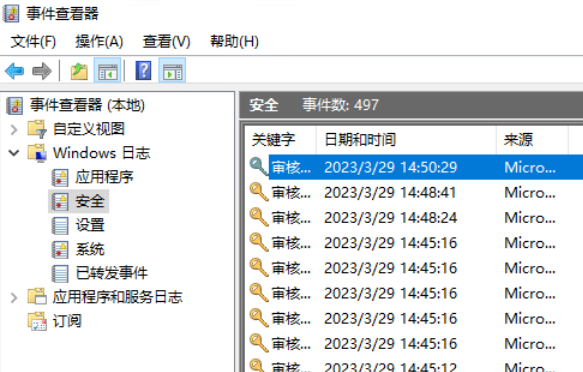 事件查看器
文件(F) 操作(A) 查看(V) 帮助(H)
事件查看器 (本地)
自定义视图
Windows 日志
应用程序
安全
设置
系统
已转发事件
应用程序和服务日志
订阅
安全 事件数: 497
关键字 日期和时间 来源
审核... 2023/3/29 14:50:29 Micro...
审核... 2023/3/29 14:48:41 Micro...
审核... 2023/3/29 14:48:24 Micro...
审核... 2023/3/29 14:45:16 Micro...
审核... 2023/3/29 14:45:16 Micro...
审核... 2023/3/29 14:45:16 Micro...
审核... 2023/3/29 14:45:16 Micro...
审核... 2023/3/29 14:45:16 Micro...
审核... 2023/3/29 14:45:12 Micro...